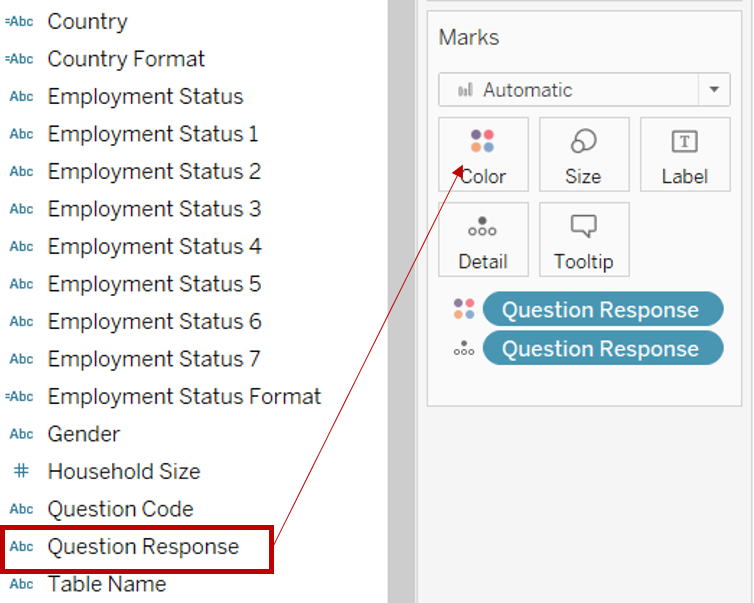 =Abc Country
=Abc Country Format
Abc Employment Status
Abc Employment Status 1
Abc Employment Status 2
Abc Employment Status 3
Abc Employment Status 4
Abc Employment Status 5
Abc Employment Status 6
Abc Employment Status 7
=Abc Employment Status Format
Abc Gender
# Household Size
Abc Question Code
Abc Question Response
Abc Table Name
Marks
Automatic
Color
Size
T
Label
Detail
Tooltip
Question Response
Question Response